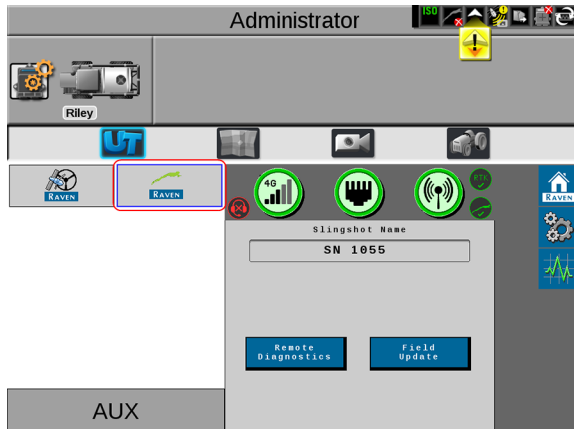 Administrator
ISO
Riley
UT
RAVEN
RAVEN
4G
RTK
RAVEN
Slingshot Name
SN 1055
Remote
Diagnostics
Field
Update
AUX